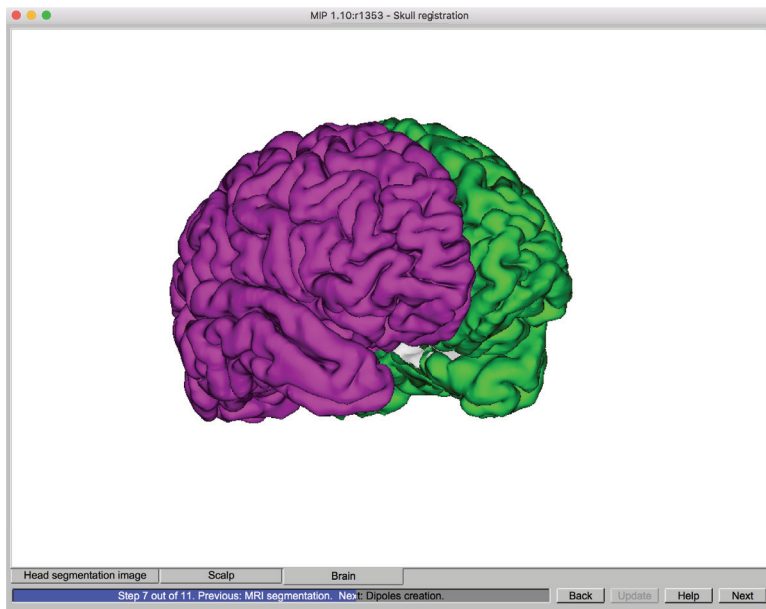 MIP 1.10:r1353 - Skull registration
Head segmentation image Scalp Brain
Step 7 out of 11. Previous: MRI segmentation. Next: Dipoles creation. Back Update Help Next